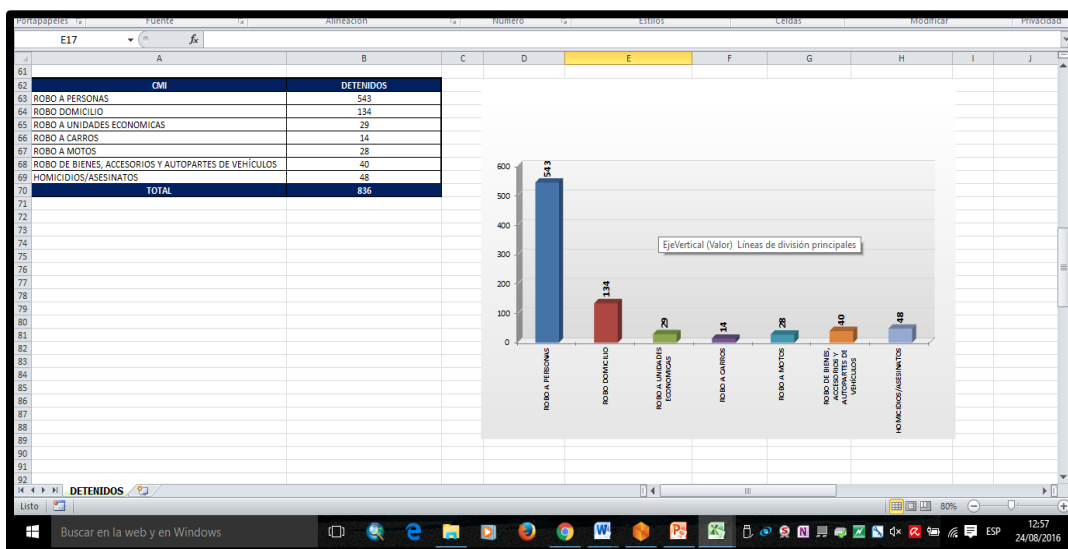 Portapapeles Fuente Alineación Número Estilos Celdas Modificar Privacidad
E17 fx
A B C D E F G H I J
61
62 CMI DETENIDOS
63 ROBO A PERSONAS 543
64 ROBO DOMICILIO 134
65 ROBO A UNIDADES ECONOMICAS 29
66 ROBO A CARROS 14
67 ROBO A MOTOS 28
68 ROBO DE BIENES, ACCESORIOS Y AUTOPARTES DE VEHÍCULOS 40
69 HOMICIDIOS/ASESINATOS 48
70 TOTAL 836
71
72
73
74
75
76
77
78
79
80
81
82
83
84
85
86
87
88
89
90
91
92
600
500
400
300
200
100
0
543
134
29
14
28
40
48
EjeVertical (Valor) Líneas de división principales
ROBO A PERSONAS
ROBO DOMICILIO
ROBO A UNIDADES
ECONOMICAS
ROBO A CARROS
ROBO A MOTOS
ROBO DE BIENES,
ACCESORIOS Y
AUTOPARTES DE
VEHÍCULOS
HOMICIDIOS/ASESINATOS
DETENIDOS
Listo 80%
Buscar en la web y en Windows
ESP
12:57
24/08/2016